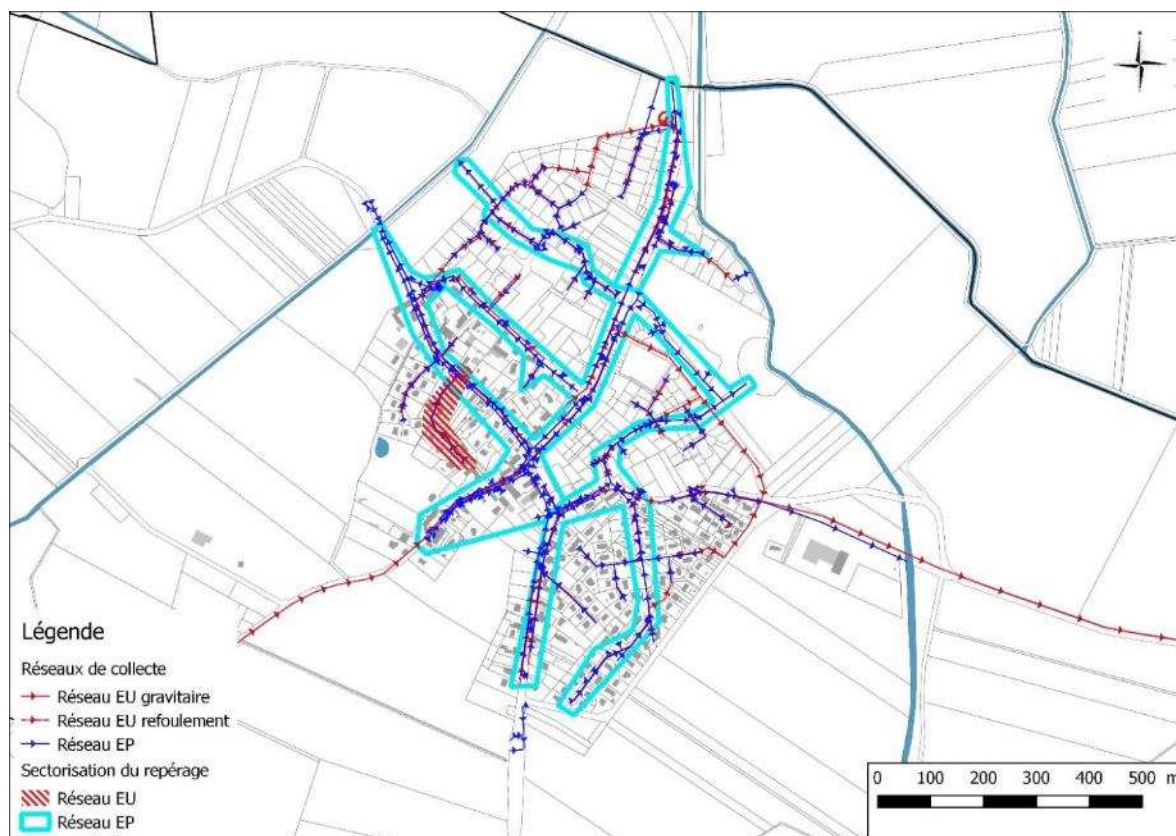 Légende
Réseaux de collecte
Réseau EU gravitaire
Réseau EU refoulement
Réseau EP
Sectorisation du repérage
Réseau EU
Réseau EP
0 100 200 300 400 500 m